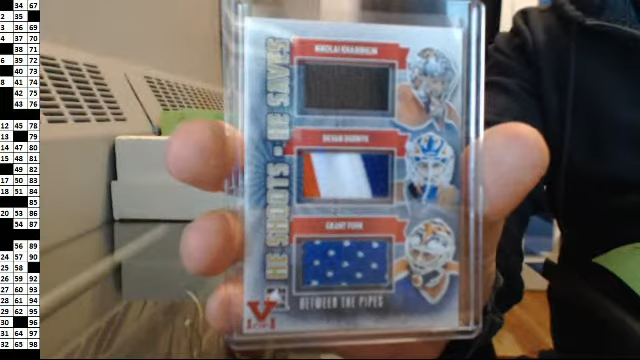 34 67
2 35
3 36 69
4 37 70
38 71
6 39 72
40 73
8 41 74
42 75
43 76
12 45 78
13 79
14 47 80
15 48 81
49 82
17 50 83
18 51 84
85
20 53 86
54 87
56 89
24 57 90
25 58
26 59 92
27 60 93
28 61 94
29 62 95
30 96
31 64 97
32 65 98
HE SHOOTS - HE SAVES
NIKOLAI KHABIBULIN
DEVAN DUBNYK
GRANT FUHR
BETWEEN THE PIPES
V